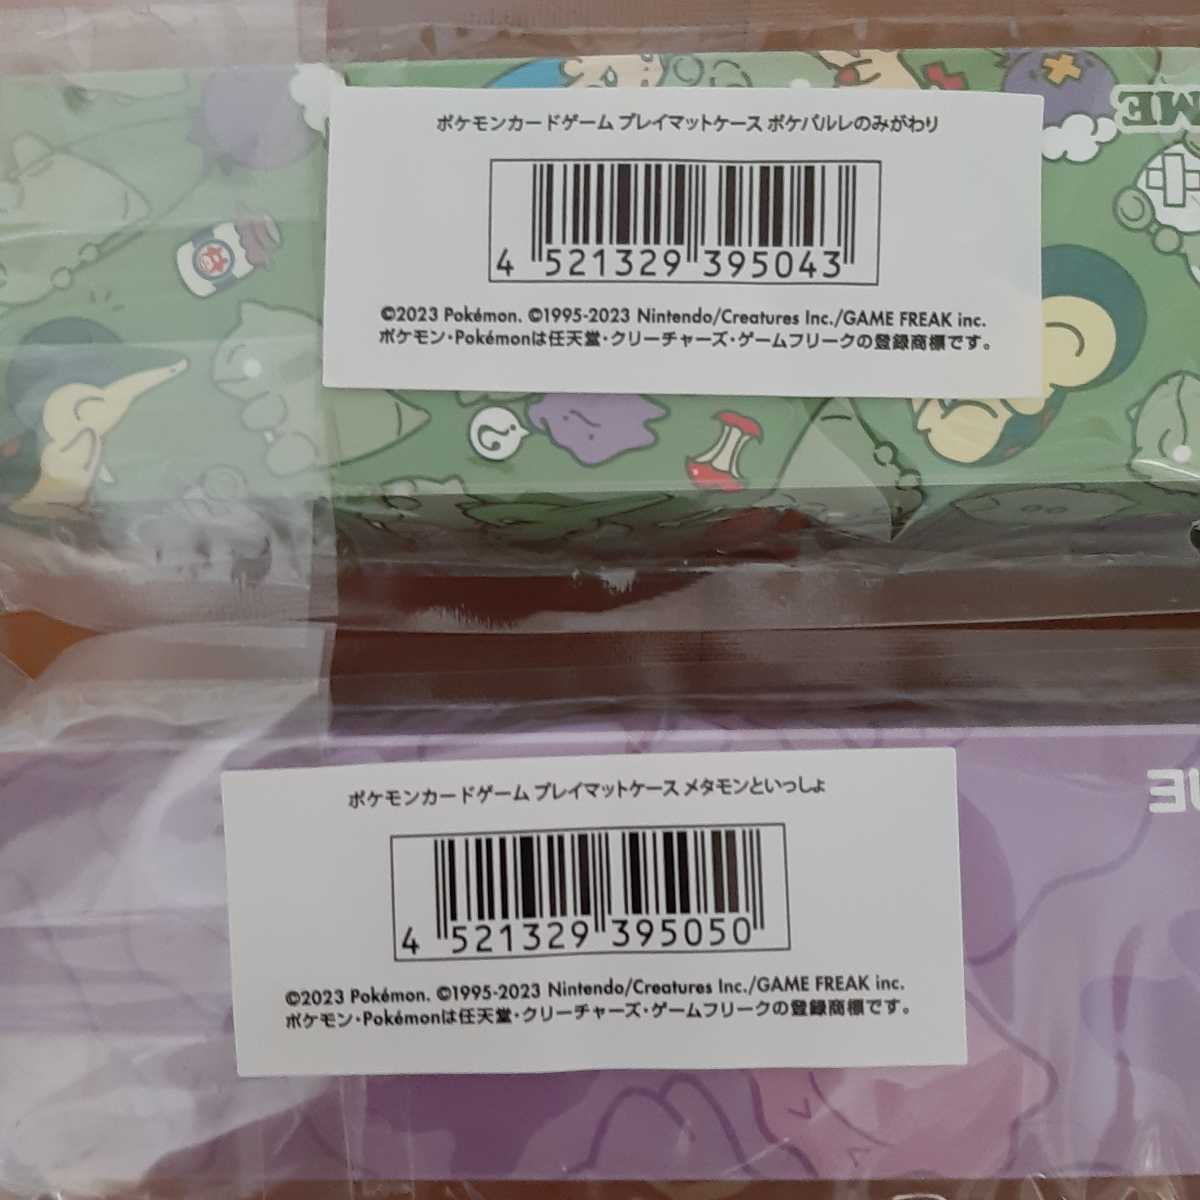 ME
ポケモンカードゲーム プレイマットケース ポケパルレのみがわり
4 521329 395043
©2023 Pokémon. ©1995-2023 Nintendo/Creatures Inc./GAME FREAK inc.
ポケモン・Pokémonは任天堂・クリーチャーズ・ゲームフリークの登録商標です。
ポケモンカードゲーム プレイマットケース メタモンといっしょ
4 521329 395050
©2023 Pokémon. ©1995-2023 Nintendo/Creatures Inc./GAME FREAK inc.
ポケモン・Pokémonは任天堂・クリーチャーズ・ゲームフリークの登録商標です。